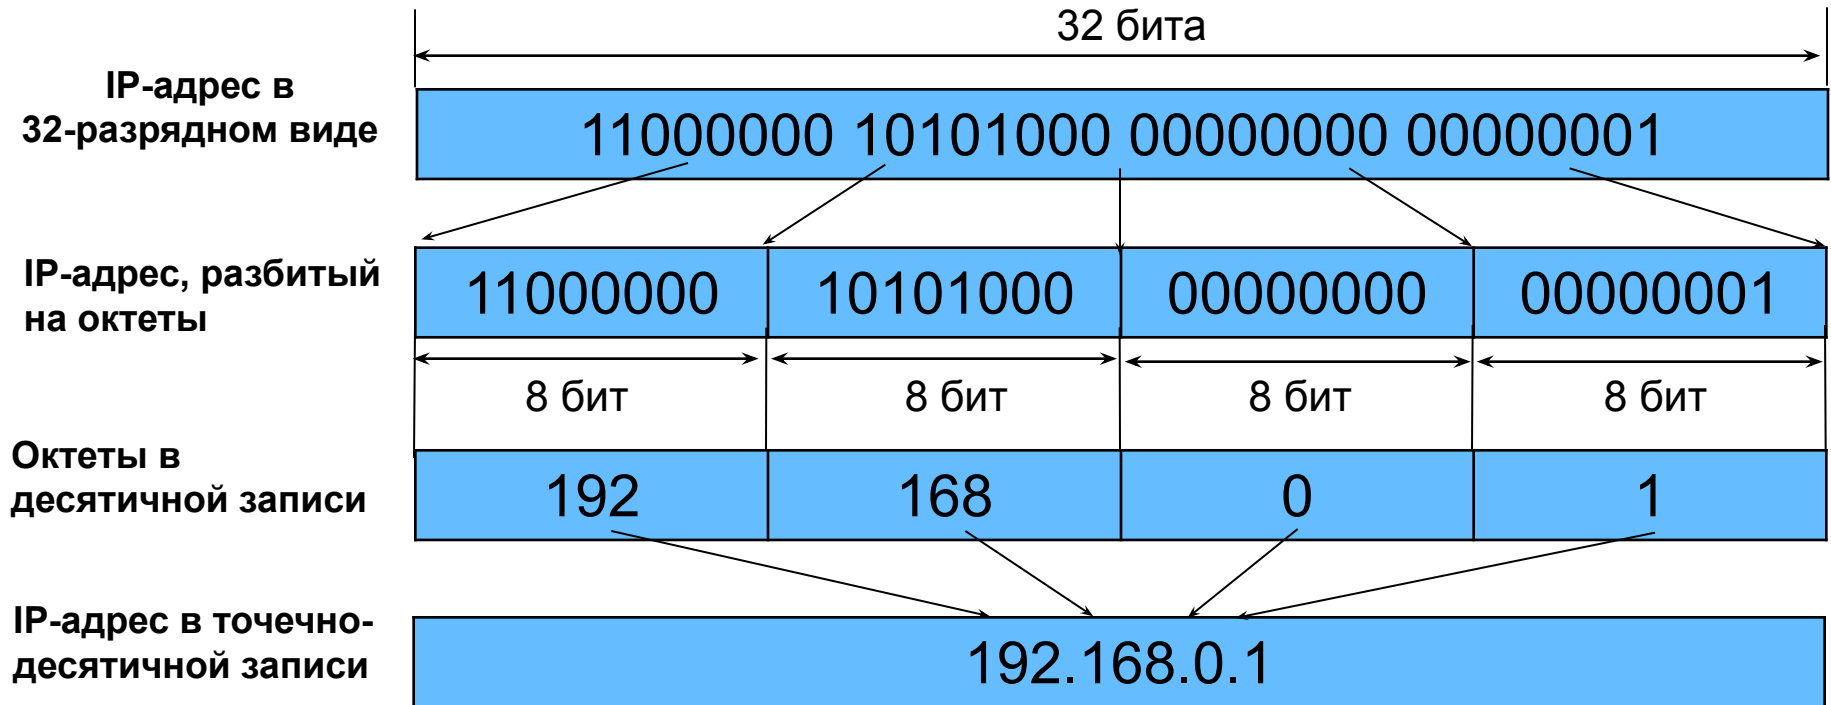 32 бита
IP-адрес в
32-разрядном виде
11000000 10101000 00000000 00000001
IP-адрес, разбитый
на октеты
11000000 10101000 00000000 00000001
8 бит 8 бит 8 бит 8 бит
Октеты в
десятичной записи
192 168 0 1
IP-адрес в точечно-
десятичной записи
192.168.0.1